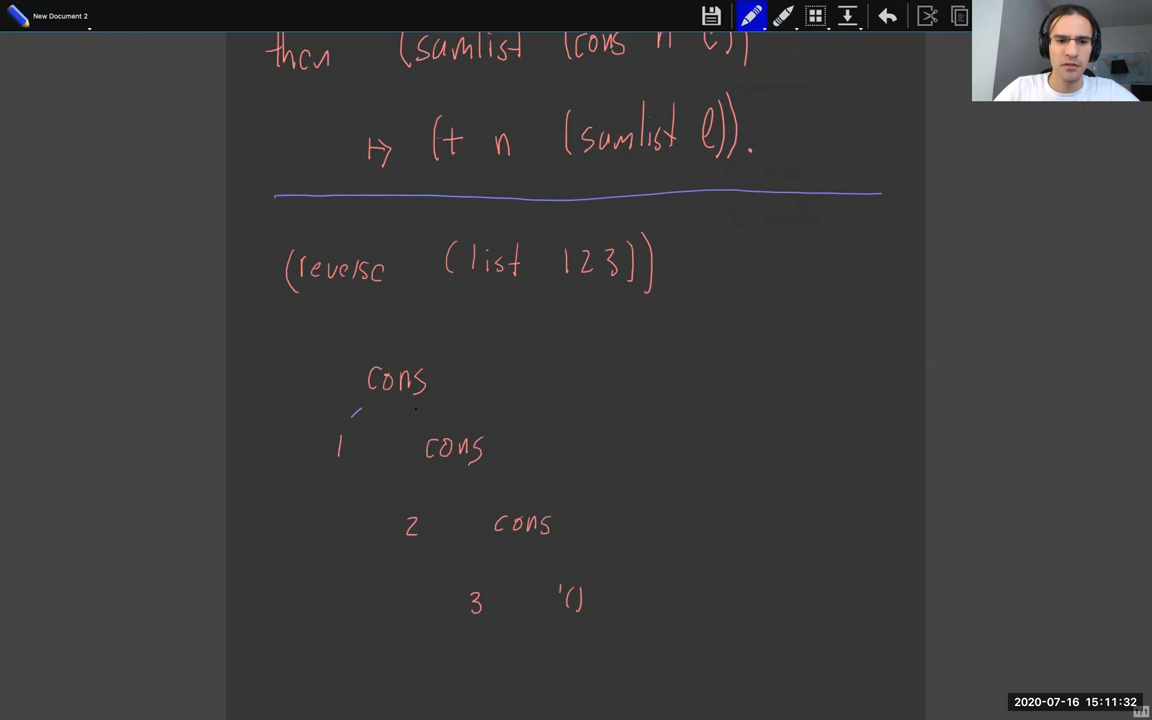 New Document 2
then (sumlist (cons n l))
↦ (+ n (sumlist l)).
(reverse (list 1 2 3))
cons
1 cons
2 cons
3 '()
2020-07-16 15:11:32